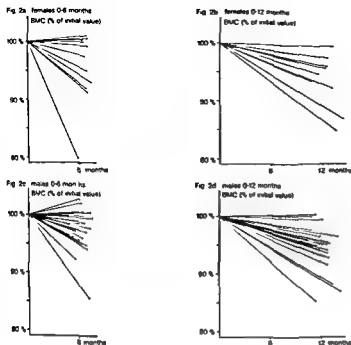 Fig. 2a females 0-6 months
BMC (% of initial value)
100 %
90 %
80 %
6 months
Fig. 2b females 0-12 months
BMC (% of initial value)
100 %
90 %
80 %
6 12 months
Fig. 2c males 0-6 months
BMC (% of initial value)
100 %
90 %
80 %
6 months
Fig. 2d males 0-12 months
BMC (% of initial value)
100 %
90 %
80 %
6 12 months